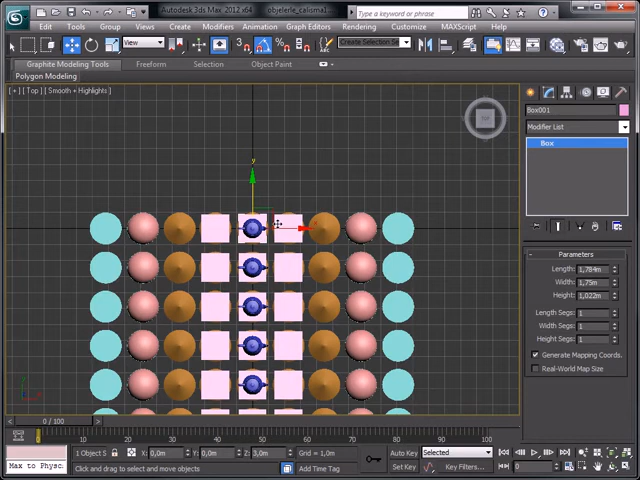 Autodesk 3ds Max 2012 x64
objelerle_calisma1
Type a keyword or phrase
Edit Tools Group Views Create Modifiers Animation Graph Editors Rendering Customize MAXScript Help
View
Create Selection Se
Graphite Modeling Tools Freeform Selection Object Paint
Polygon Modeling
[ + ] [ Top ] [ Smooth + Highlights ]
y
Box001
Modifier List
Box
Parameters
Length: 1,784m
Width: 1,75m
Height: 1,022m
Length Segs: 1
Width Segs: 1
Height Segs: 1
Generate Mapping Coords.
Real-World Map Size
0 / 100
0 10 20 30 40 50 60 70 80 90 100
1 Object S X: 0,0m Y: 0,0m Z: 3,0m Grid = 1,0m Auto Key Selected
Max to Physc Click and drag to select and move objects Add Time Tag Set Key Key Filters... 0